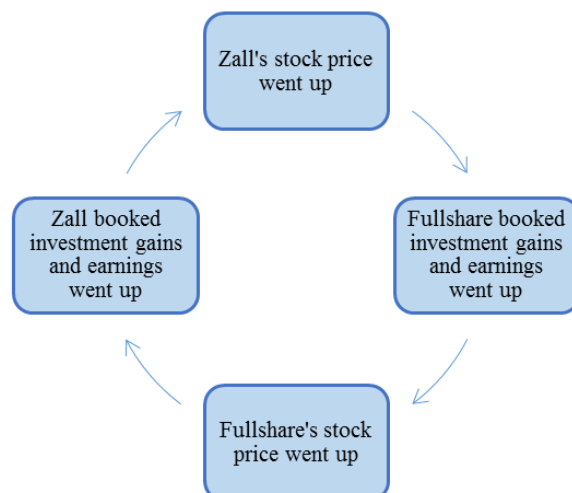 Zall's stock price
went up
Zall booked
investment gains
and earnings
went up
Fullshare booked
investment gains
and earnings
went up
Fullshare's stock
price went up